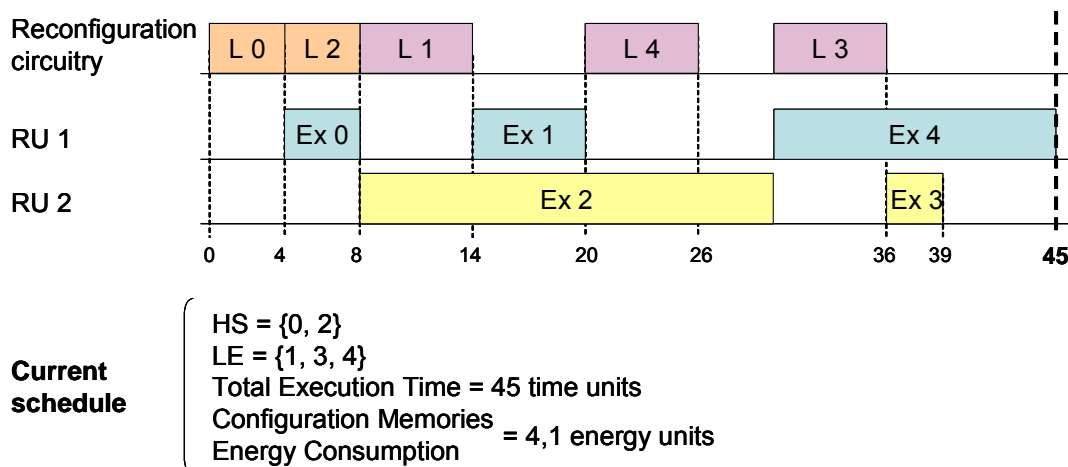 Reconfiguration
circuitry
L 0
L 2
L 1
L 4
L 3
RU 1
Ex 0
Ex 1
Ex 4
RU 2
Ex 2
Ex 3
0
4
8
14
20
26
36
39
45
Current
schedule
HS = {0, 2}
LE = {1, 3, 4}
Total Execution Time = 45 time units
Configuration Memories
Energy Consumption
= 4,1 energy units